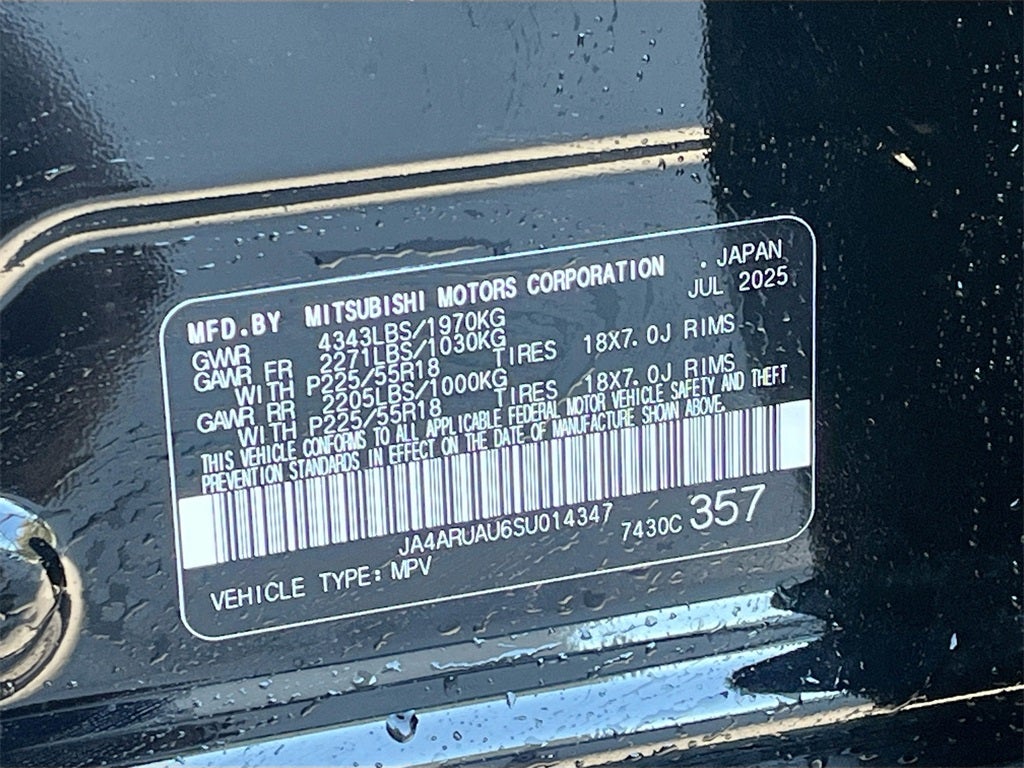 MFD.BY MITSUBISHI MOTORS CORPORATION . JAPAN
JUL 2025
GWWR 4343LBS/1970KG
GAWR FR 2271LBS/1030KG
WITH P225/55R18 TIRES 18X7.0J RIMS
GAWR RR 2205LBS/1000KG
WITH P225/55R18 TIRES 18X7.0J RIMS
THIS VEHICLE CONFORMS TO ALL APPLICABLE FEDERAL MOTOR VEHICLE SAFETY AND THEFT
PREVENTION STANDARDS IN EFFECT ON THE DATE OF MANUFACTURE SHOWN ABOVE.
JA4ARUAU6SU014347 7430C 357
VEHICLE TYPE: MPV